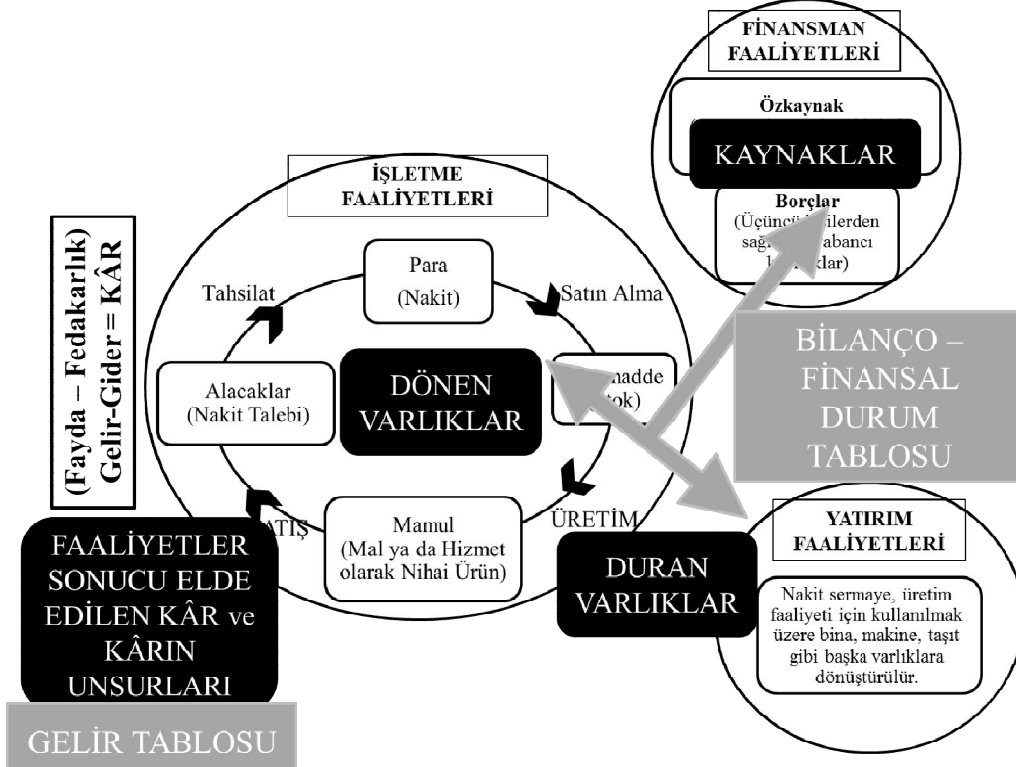 FİNANSMAN
FAALİYETLERİ
Özkaynak
KAYNAKLAR
Borçlar
(Üçüncü
sağ
İŞLETME
FAALİYETLERİ
Para
(Nakit)
Tahsilat
Satın Alma
Alacaklar
(Nakit Talebi)
DÖNEN
VARLIKLAR
Mamul
(Mal ya da Hizmet
olarak Nihai Ürün)
ÜRETİM
(Fayda – Fedakarlık)
Gelir-Gider = KÂR
BİLANÇO –
FİNANSAL
DURUM
TABLOSU
FAALİYETLER
SONUCU ELDE
EDİLEN KÂR ve
KÂRIN
UNSURLARI
GELİR TABLOSU
DURAN
VARLIKLAR
YATIRIM
FAALİYETLERİ
Nakit sermaye, üretim
faaliyeti için kullanılmak
üzere bina, makine, taşıt
gibi başka varlıklara
dönüştürülür.